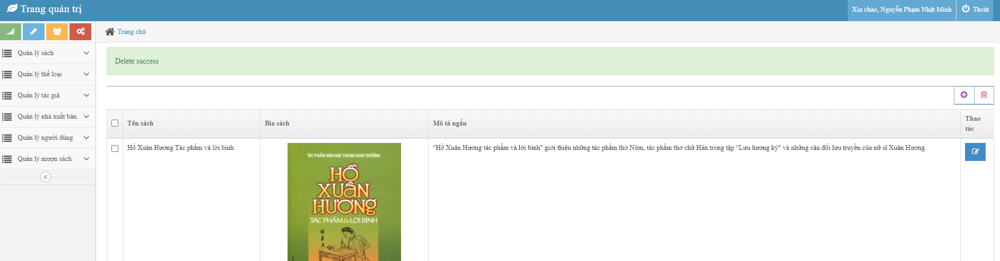 Trang quản trị
Xin chào, Nguyễn Phạm Nhật Minh
Thoát
Trang chủ
Quản lý sách
Quản lý thể loại
Quản lý tác giả
Quản lý nhà xuất bản
Quản lý người dùng
Quản lý mượn sách
Delete success
Tên sách
Bìa sách
Mô tả ngắn
Thao
tác
Hồ Xuân Hương Tác phẩm và lời bình
TÁC PHẨM VĂN HỌC TRONG NHÀ TRƯỜNG
HỒ
XUÂN
HƯƠNG
TÁC PHẨM & LỜI BÌNH
"Hồ Xuân Hương tác phẩm và lời bình" giới thiệu những tác phẩm thơ Nôm, tác phẩm thơ chữ Hán trong tập "Lưu hương ký" và những câu đối lưu truyền của nữ sĩ Xuân Hương.